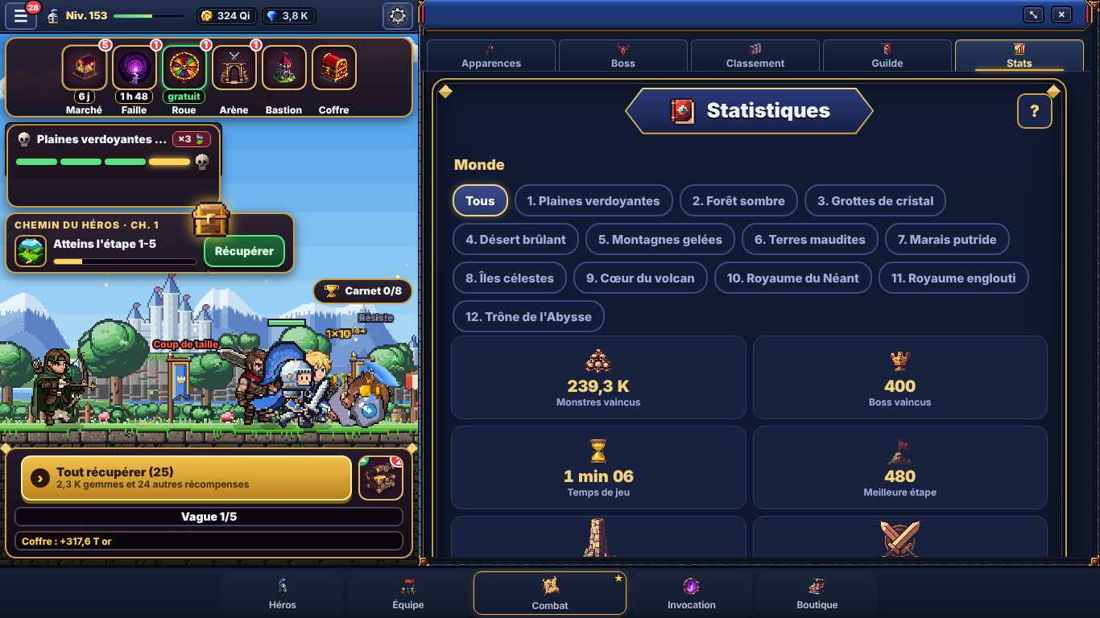 28
Niv. 153
324 Qi
3,8 K
5
1
1
1
6 j
1 h 48
gratuit
Marché
Faille
Roue
Arène
Bastion
Coffre
Plaines verdoyantes ...
×3
CHEMIN DU HÉROS · CH. 1
Atteins l'étape 1-5
Récupérer
Carnet 0/8
Résiste
Coup de taille
Tout récupérer (25)
2,3 K gemmes et 24 autres récompenses
Vague 1/5
Coffre : +317,6 T or
Apparences
Boss
Classement
Guilde
Stats
Statistiques
?
Monde
Tous
1. Plaines verdoyantes
2. Forêt sombre
3. Grottes de cristal
4. Désert brûlant
5. Montagnes gelées
6. Terres maudites
7. Marais putride
8. Îles célestes
9. Cœur du volcan
10. Royaume du Néant
11. Royaume englouti
12. Trône de l'Abysse
239,3 K
Monstres vaincus
400
Boss vaincus
1 min 06
Temps de jeu
480
Meilleure étape
Héros
Équipe
Combat
Invocation
Boutique